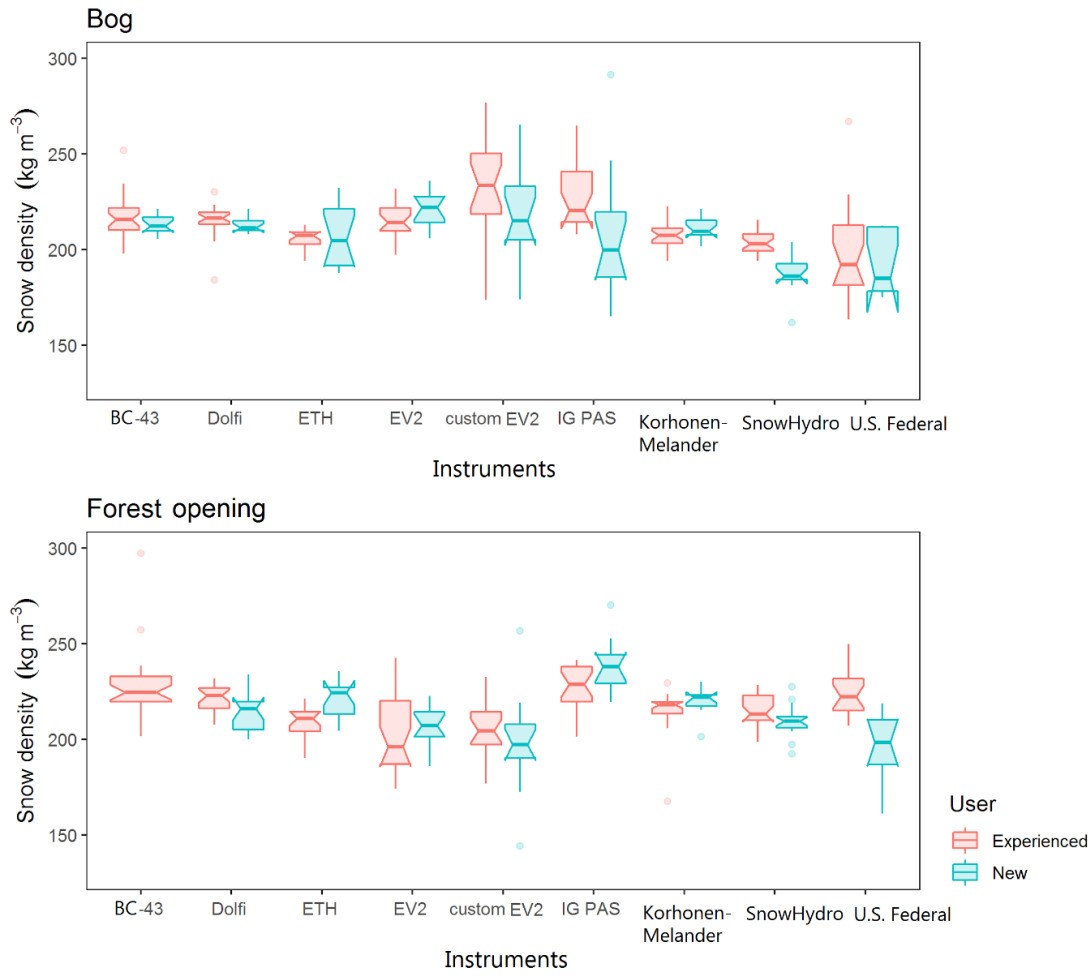 Bog
Snow density (kg m⁻³)
300
250
200
150
BC-43 Dolfi ETH EV2 custom EV2 IG PAS Korhonen- SnowHydro U.S. Federal
Melander
Instruments
Forest opening
Snow density (kg m⁻³)
300
250
200
150
User
Experienced
New
BC-43 Dolfi ETH EV2 custom EV2 IG PAS Korhonen- SnowHydro U.S. Federal
Melander
Instruments